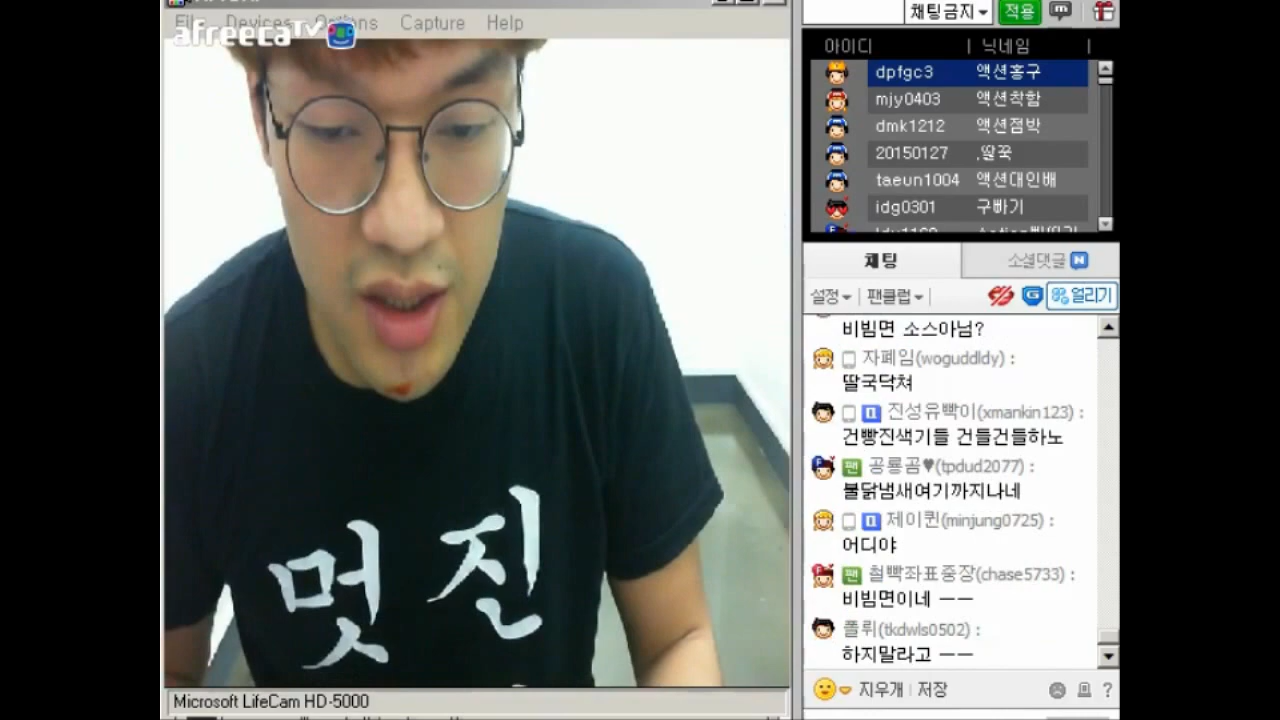 File Devices Options Capture Help
afreecaTV
멋진
Microsoft LifeCam HD-5000
채팅금지 적용
아이디 닉네임
dpfgc3 액션홍구
mjy0403 액션착함
dmk1212 액션점박
20150127 ,딸꾹
taeun1004 액션대인배
idg0301 구빠기
채팅 소셜댓글 N
설정 팬클럽 얼리기
비빔면 소스아님?
자폐임(woguddldy) :
딸국닥쳐
진성유빡이(xmankin123) :
건빵진색기들 건들건들하노
팬 공룡곰♥(tpdud2077) :
불닭냄새여기까지나네
제이퀸(minjung0725) :
어디야
팬 철빡좌표중장(chase5733) :
비빔면이네 ㅡㅡ
쫄뤼(tkdwls0502) :
하지말라고 ㅡㅡ
지우개 저장 ?